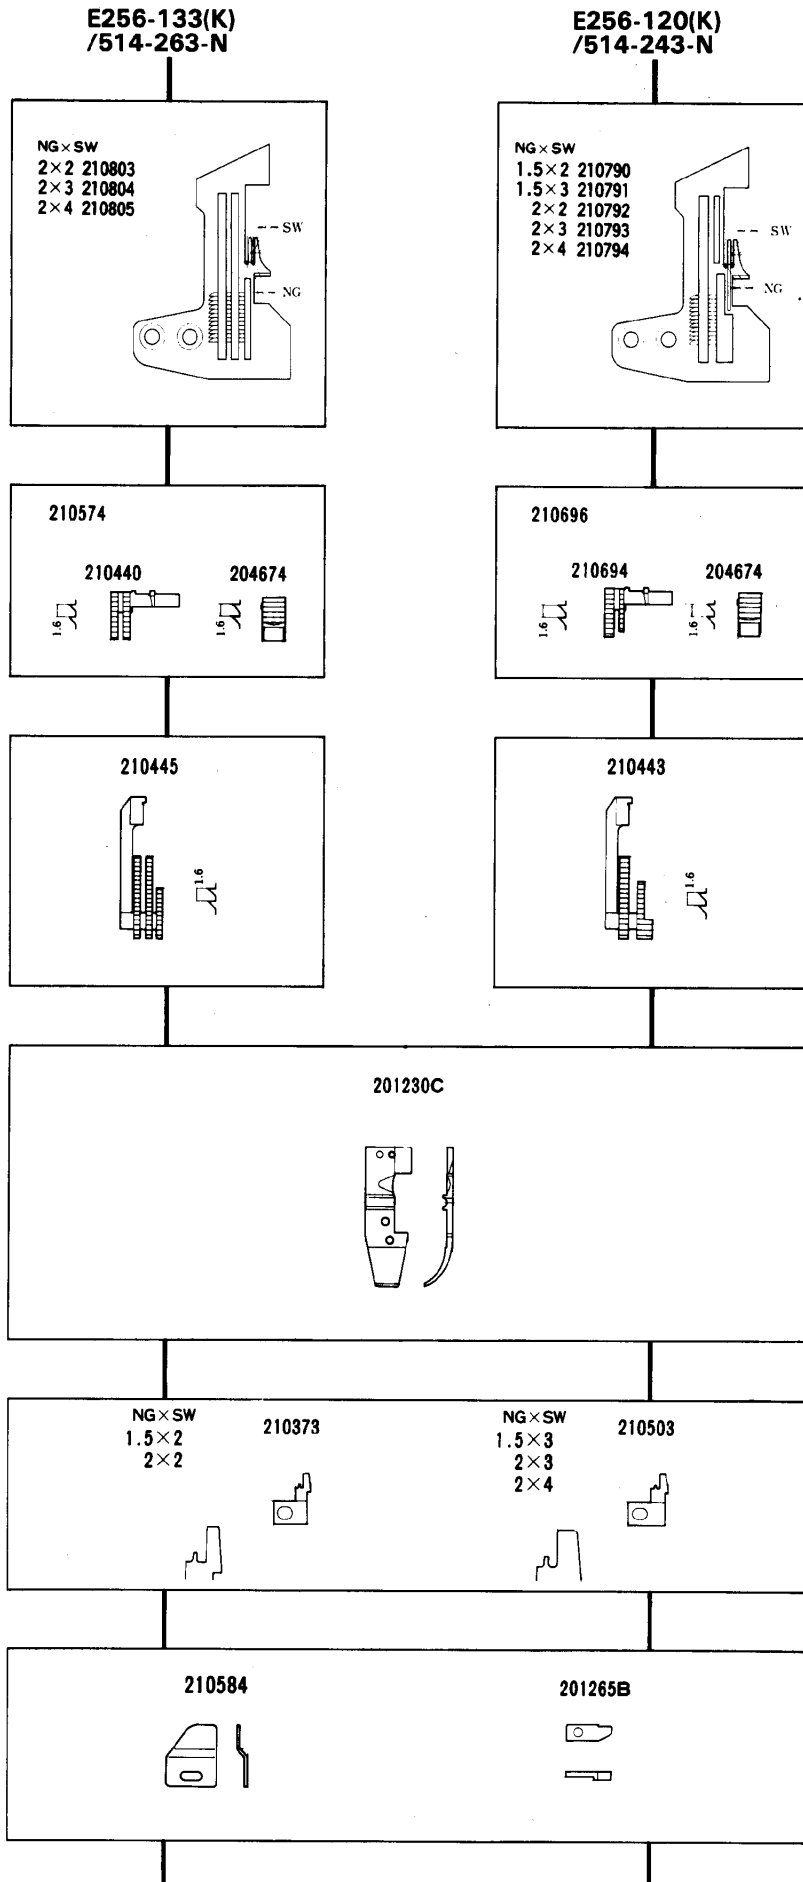 E256-133(K)
/514-263-N
E256-120(K)
/514-243-N
NG×SW
2×2 210803
2×3 210804
2×4 210805
SW
NG
NG×SW
1.5×2 210790
1.5×3 210791
2×2 210792
2×3 210793
2×4 210794
SW
NG
210574
210440
204674
1.6
1.6
210696
210694
204674
1.6
1.6
210445
1.6
210443
1.6
201230C
NG×SW
1.5×2
2×2
210373
NG×SW
1.5×3
2×3
2×4
210503
210584
201265B